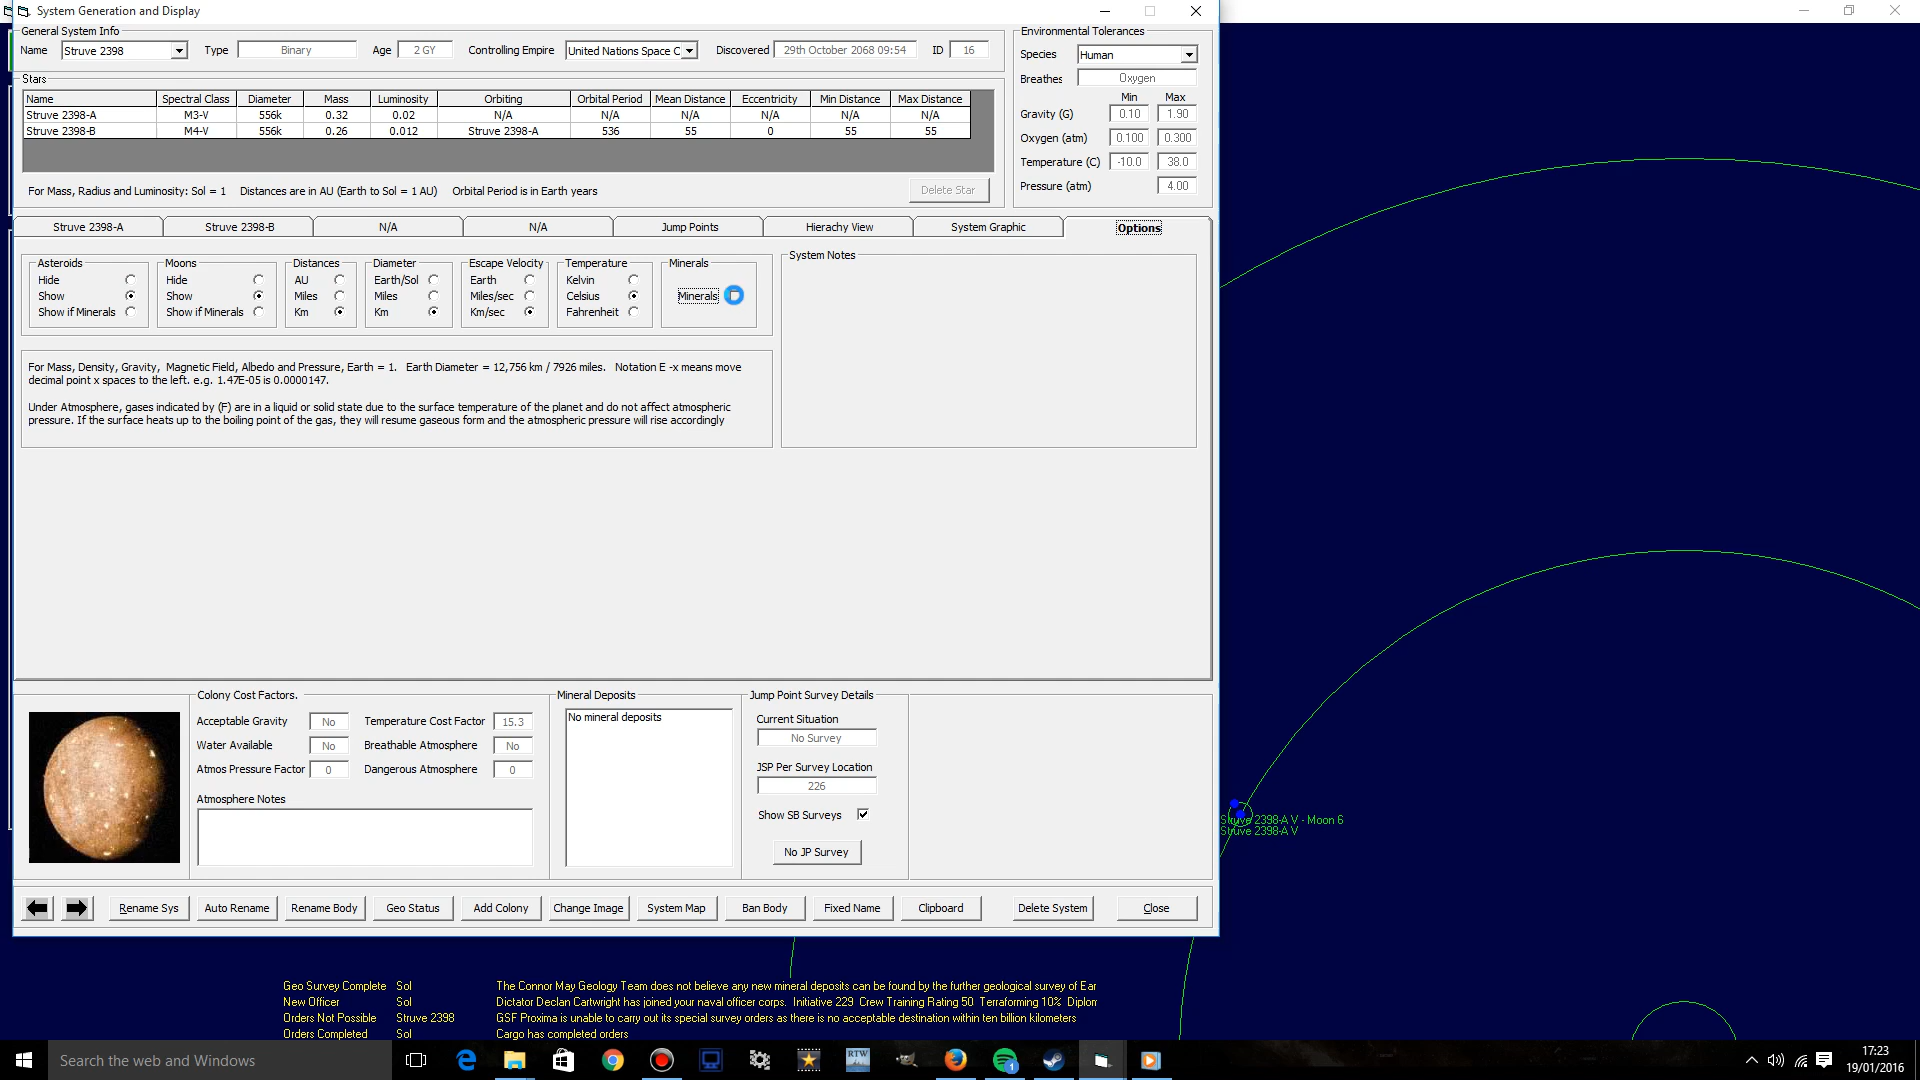 System Generation and Display
General System Info
Name Struve 2398 Type Binary Age 2 GY Controlling Empire United Nations Space C Discovered 29th October 2068 09:54 ID 16
Stars
Name Spectral Class Diameter Mass Luminosity Orbiting Orbital Period Mean Distance Eccentricity Min Distance Max Distance
Struve 2398-A M3-V 556k 0.32 0.02 N/A N/A N/A N/A N/A N/A
Struve 2398-B M4-V 556k 0.26 0.012 Struve 2398-A 536 55 0 55 55
For Mass, Radius and Luminosity: Sol = 1 Distances are in AU (Earth to Sol = 1 AU) Orbital Period is in Earth years
Delete Star
Environmental Tolerances
Species Human
Breathes Oxygen
Min Max
Gravity (G) 0.10 1.90
Oxygen (atm) 0.100 0.300
Temperature (C) -10.0 38.0
Pressure (atm) 4.00
Struve 2398-A Struve 2398-B N/A N/A Jump Points Hierachy View System Graphic Options
Asteroids
Hide
Show
Show if Minerals
Moons
Hide
Show
Show if Minerals
Distances
AU
Miles
Km
Diameter
Earth/Sol
Miles
Km
Escape Velocity
Earth
Miles/sec
Km/sec
Temperature
Kelvin
Celsius
Fahrenheit
Minerals
Minerals
System Notes
For Mass, Density, Gravity, Magnetic Field, Albedo and Pressure, Earth = 1. Earth Diameter = 12,756 km / 7926 miles. Notation E -x means move
decimal point x spaces to the left. e.g. 1.47E-05 is 0.0000147.
Under Atmosphere, gases indicated by (F) are in a liquid or solid state due to the surface temperature of the planet and do not affect atmospheric
pressure. If the surface heats up to the boiling point of the gas, they will resume gaseous form and the atmospheric pressure will rise accordingly
Colony Cost Factors.
Acceptable Gravity No Temperature Cost Factor 15.3
Water Available No Breathable Atmosphere No
Atmos Pressure Factor 0 Dangerous Atmosphere 0
Atmosphere Notes
Mineral Deposits
No mineral deposits
Jump Point Survey Details
Current Situation
No Survey
JSP Per Survey Location
226
Show SB Surveys
No JP Survey
Rename Sys Auto Rename Rename Body Geo Status Add Colony Change Image System Map Ban Body Fixed Name Clipboard Delete System Close
Struve 2398-A V - Moon 6
Struve 2398-A V
Geo Survey Complete Sol The Connor May Geology Team does not believe any new mineral deposits can be found by the further geological survey of Ear
New Officer Sol Dictator Declan Cartwright has joined your naval officer corps. Initiative 229 Crew Training Rating 50 Terraforming 10% Diplom
Orders Not Possible Struve 2398 GSF Proxima is unable to carry out its special survey orders as there is no acceptable destination within ten billion kilometers
Orders Completed Sol Cargo has completed orders
Search the web and Windows
RTW
1
17:23
19/01/2016